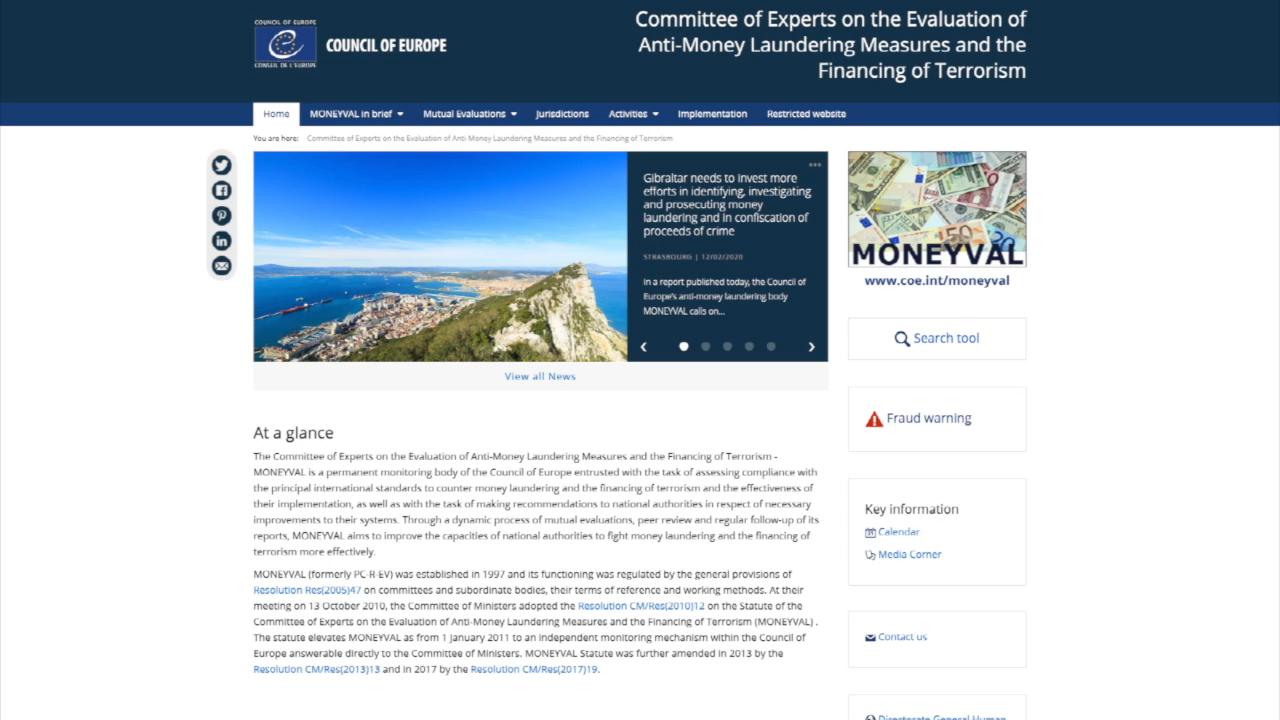 COUNCIL OF EUROPE
CONSEIL DE L'EUROPE
COUNCIL OF EUROPE
Committee of Experts on the Evaluation of
Anti-Money Laundering Measures and the
Financing of Terrorism
Home MONEYVAL in brief Mutual Evaluations Jurisdictions Activities Implementation Restricted website
You are here: Committee of Experts on the Evaluation of Anti-Money Laundering Measures and the Financing of Terrorism
Gibraltar needs to invest more
efforts in identifying, investigating
and prosecuting money
laundering and in confiscation of
proceeds of crime
STRASBOURG | 12/02/2020
In a report published today, the Council of
Europe's anti-money laundering body
MONEYVAL calls on...
View all News
MONEYVAL
www.coe.int/moneyval
Search tool
Fraud warning
Key information
Calendar
Media Corner
Contact us
Directorate General Human
At a glance
The Committee of Experts on the Evaluation of Anti-Money Laundering Measures and the Financing of Terrorism -
MONEYVAL is a permanent monitoring body of the Council of Europe entrusted with the task of assessing compliance with
the principal international standards to counter money laundering and the financing of terrorism and the effectiveness of
their implementation, as well as with the task of making recommendations to national authorities in respect of necessary
improvements to their systems. Through a dynamic process of mutual evaluations, peer review and regular follow-up of its
reports, MONEYVAL aims to improve the capacities of national authorities to fight money laundering and the financing of
terrorism more effectively.
MONEYVAL (formerly PC-R-EV) was established in 1997 and its functioning was regulated by the general provisions of
Resolution Res(2005)47 on committees and subordinate bodies, their terms of reference and working methods. At their
meeting on 13 October 2010, the Committee of Ministers adopted the Resolution CM/Res(2010)12 on the Statute of the
Committee of Experts on the Evaluation of Anti-Money Laundering Measures and the Financing of Terrorism (MONEYVAL) .
The statute elevates MONEYVAL as from 1 January 2011 to an independent monitoring mechanism within the Council of
Europe answerable directly to the Committee of Ministers. MONEYVAL Statute was further amended in 2013 by the
Resolution CM/Res(2013)13 and in 2017 by the Resolution CM/Res(2017)19.